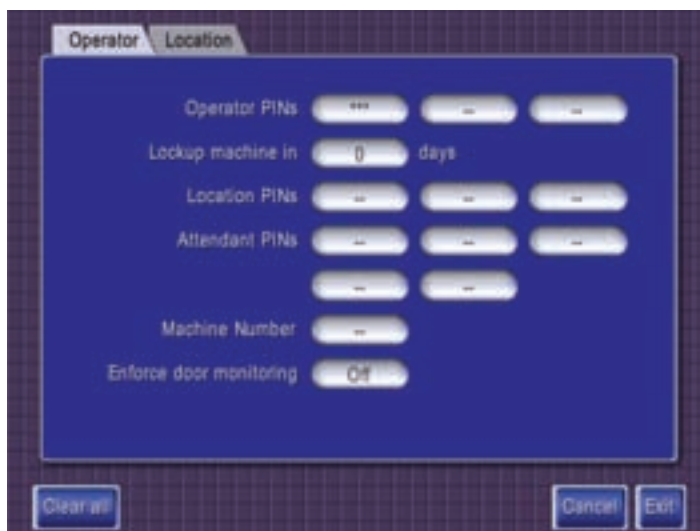 Operator Location
Operator PINs *** -- --
Lockup machine in 0 days
Location PINs -- -- --
Attendant PINs -- -- --
-- --
Machine Number --
Enforce door monitoring Off
Clear all Cancel Exit